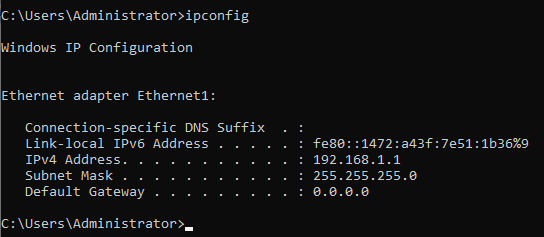 C:\Users\Administrator>ipconfig
Windows IP Configuration
Ethernet adapter Ethernet1:
Connection-specific DNS Suffix  . :
Link-local IPv6 Address . . . . . : fe80::1472:a43f:7e51:1b36%9
IPv4 Address. . . . . . . . . . . : 192.168.1.1
Subnet Mask . . . . . . . . . . . : 255.255.255.0
Default Gateway . . . . . . . . . : 0.0.0.0
C:\Users\Administrator>